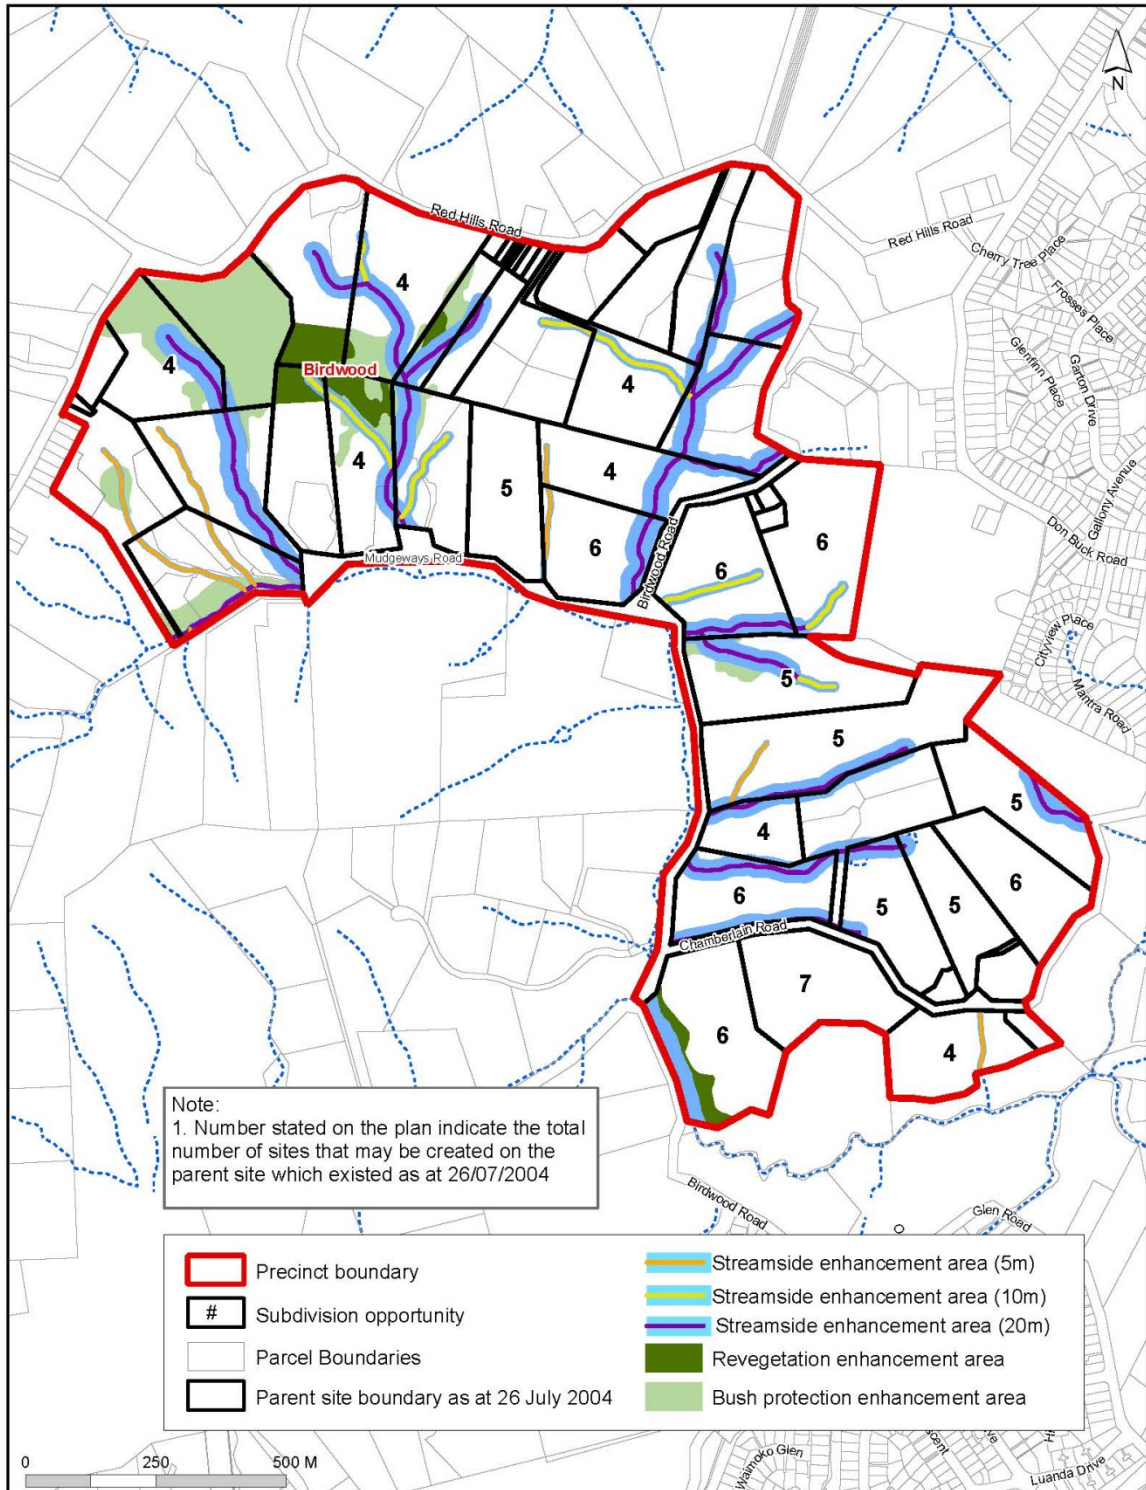 N
Red Hills Road
Red Hills Road
Cherry Tree Place
Frosses Place
Glenfinn Place
Garton Drive
4
4
Birdwood
4
4
5
4
Gallony Avenue
Don Buck Road
6
Mudgeways Road
Birdwood Road
6
6
Cityview Place
Mantra Road
5
5
5
4
6
6
5
5
Chamberlain Road
7
6
4
Note:
1. Number stated on the plan indicate the total
number of sites that may be created on the
parent site which existed as at 26/07/2004
Birdwood Road
Glen Road
Precinct boundary
# Subdivision opportunity
Parcel Boundaries
Parent site boundary as at 26 July 2004
Streamside enhancement area (5m)
Streamside enhancement area (10m)
Streamside enhancement area (20m)
Revegetation enhancement area
Bush protection enhancement area
0 250 500 M
Waimoko Glen
Luanda Drive